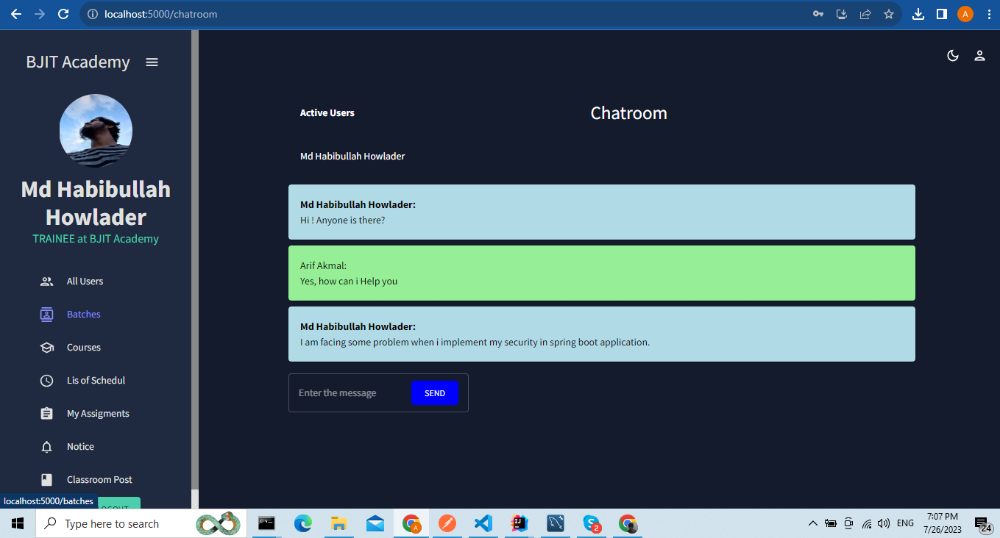 localhost:5000/chatroom
A
BJIT Academy
Md Habibullah
Howlader
TRAINEE at BJIT Academy
All Users
Batches
Courses
Lis of Schedul
My Assigments
Notice
Classroom Post
LOGOUT
localhost:5000/batches
Active Users
Chatroom
Md Habibullah Howlader
Md Habibullah Howlader:
Hi ! Anyone is there?
Arif Akmal:
Yes, how can i Help you
Md Habibullah Howlader:
I am facing some problem when i implement my security in spring boot application.
Enter the message
SEND
Type here to search
A
IJ
2
ENG
7:07 PM
7/26/2023
24